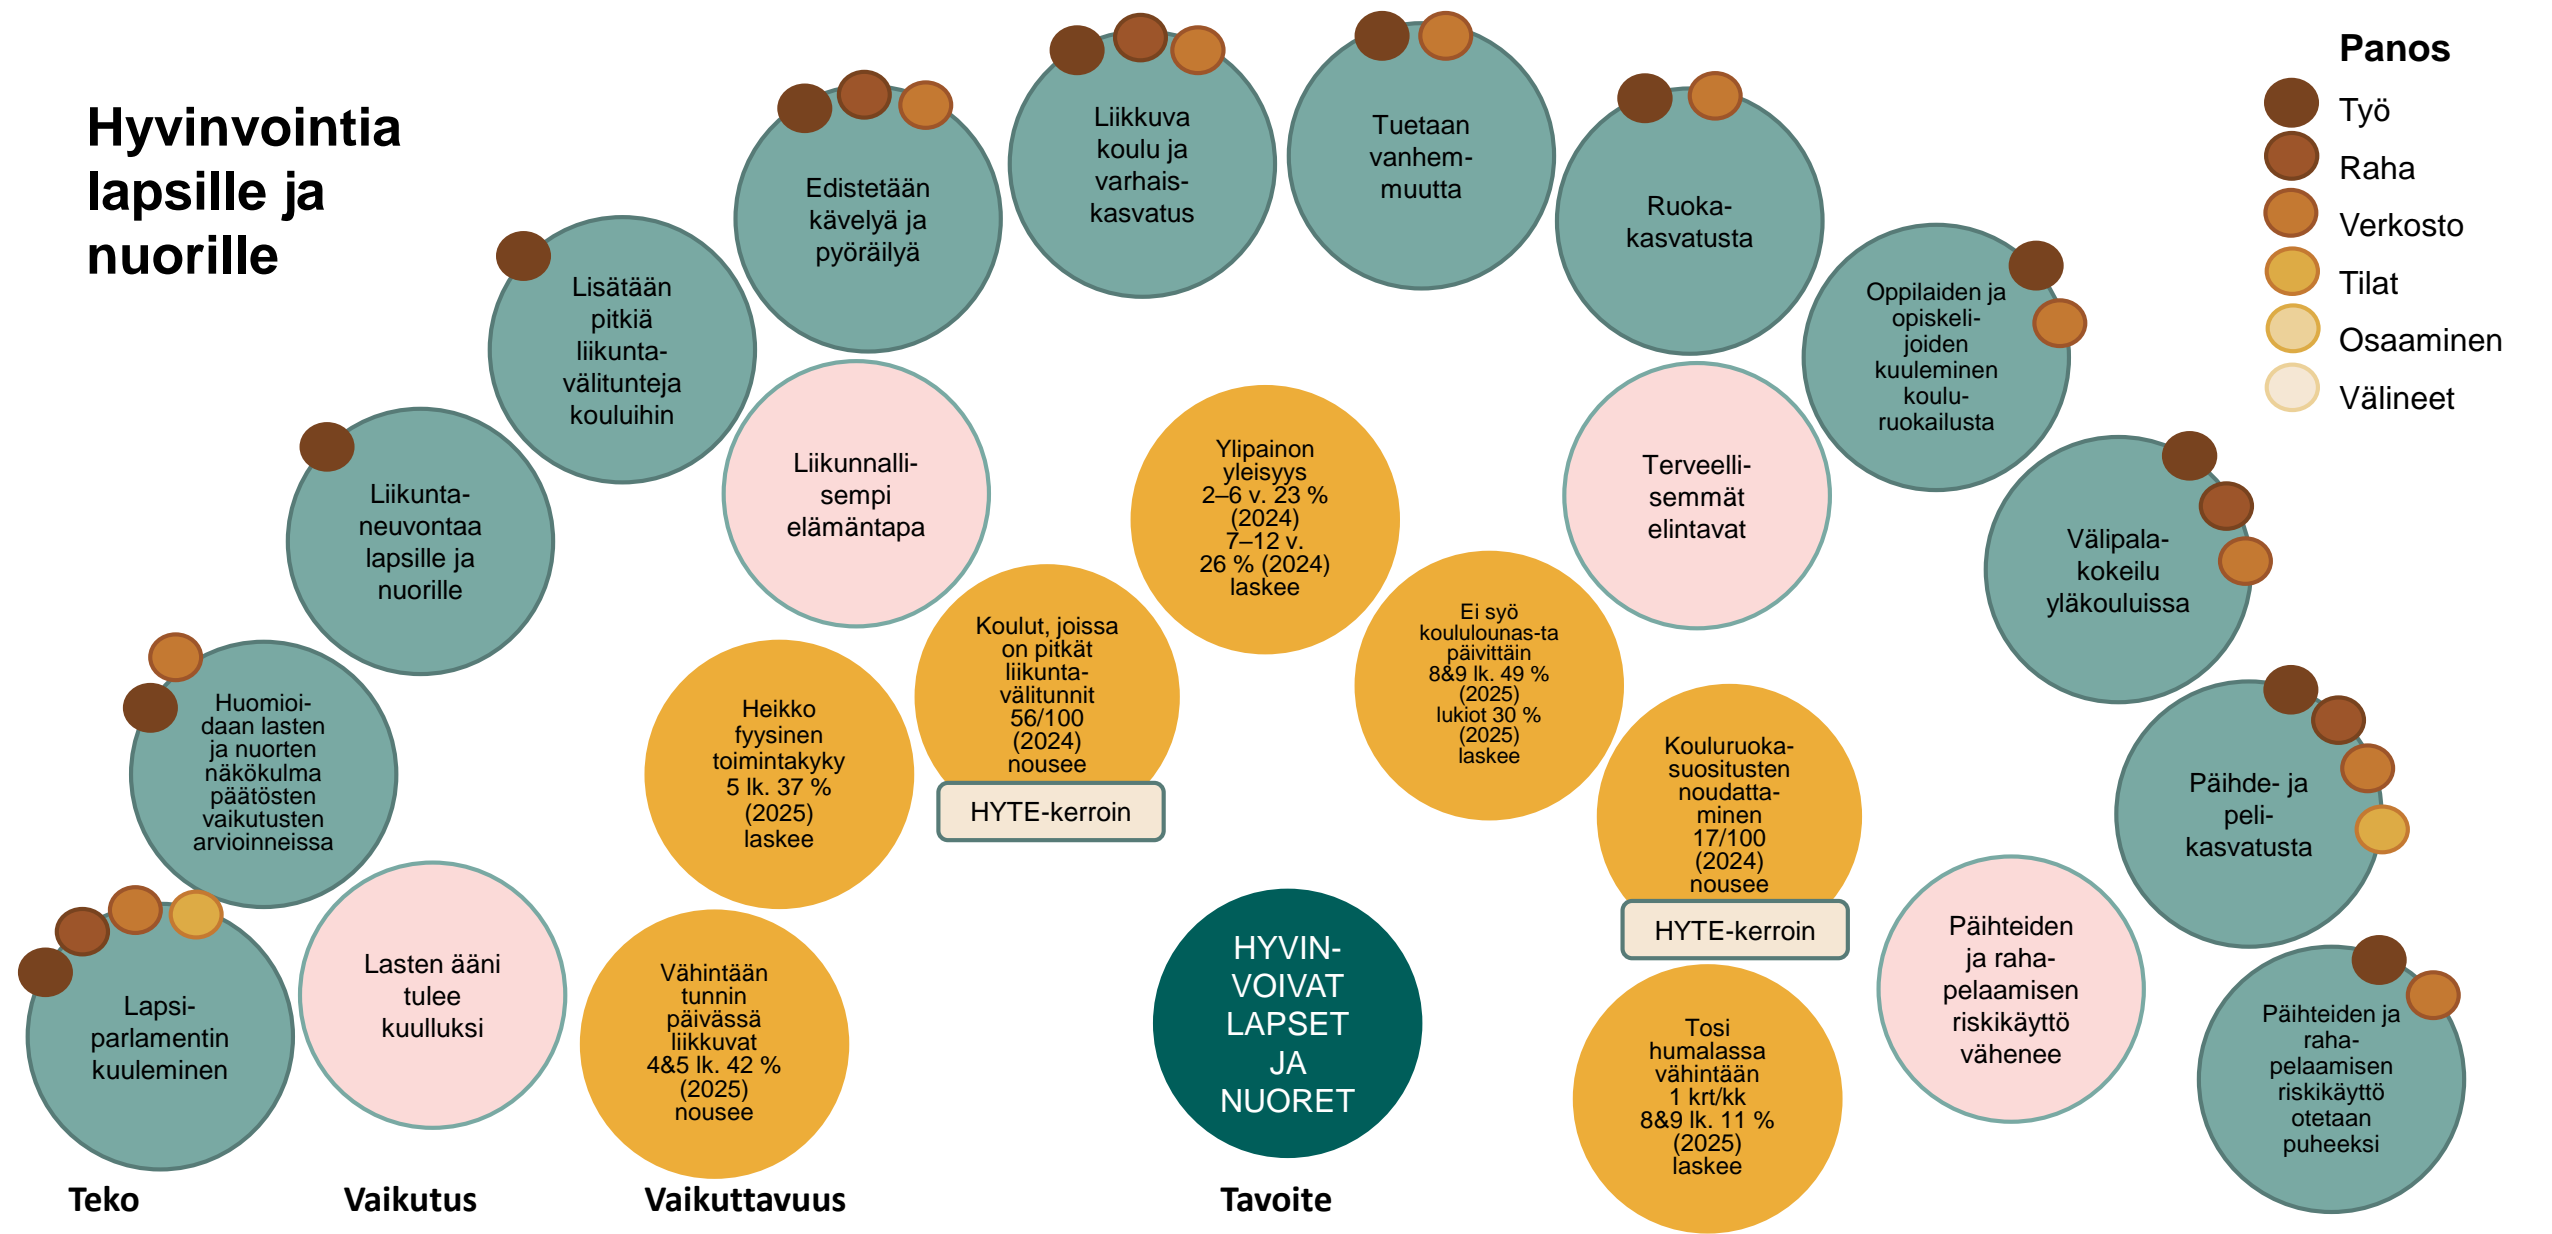 Hyvinvointia
lapsille ja
nuorille
Panos
Työ
Raha
Verkosto
Tilat
Osaaminen
Välineet
Lapsi-
parlamentin
kuuleminen
Huomioi-
daan lasten
ja nuorten
näkökulma
päätösten
vaikutusten
arvioinneissa
Liikunta-
neuvontaa
lapsille ja
nuorille
Lisätään
pitkiä
liikunta-
välitunteja
kouluihin
Edistetään
kävelyä ja
pyöräilyä
Liikkuva
koulu ja
varhais-
kasvatus
Tuetaan
vanhem-
muutta
Ruoka-
kasvatusta
Oppilaiden ja
opiskeli-
joiden
kuuleminen
koulu-
ruokailusta
Välipala-
kokeilu
yläkouluissa
Päihde- ja
peli-
kasvatusta
Päihteiden ja
raha-
pelaamisen
riskikäyttö
otetaan
puheeksi
Lasten ääni
tulee
kuulluksi
Liikunnalli-
sempi
elämäntapa
Terveelli-
semmät
elintavat
Päihteiden
ja raha-
pelaamisen
riskikäyttö
vähenee
Vähintään
tunnin
päivässä
liikkuvat
4&5 lk. 42 %
(2025)
nousee
Heikko
fyysinen
toimintakyky
5 lk. 37 %
(2025)
laskee
Koulut, joissa
on pitkät
liikunta-
välitunnit
56/100
(2024)
nousee
HYTE-kerroin
Ylipainon
yleisyys
2–6 v. 23 %
(2024)
7–12 v.
26 % (2024)
laskee
Ei syö
koululounas-ta
päivittäin
8&9 lk. 49 %
(2025)
lukiot 30 %
(2025)
laskee
Kouluruoka-
suositusten
noudatta-
minen
17/100
(2024)
nousee
HYTE-kerroin
Tosi
humalassa
vähintään
1 krt/kk
8&9 lk. 11 %
(2025)
laskee
HYVIN-
VOIVAT
LAPSET
JA
NUORET
Teko
Vaikutus
Vaikuttavuus
Tavoite